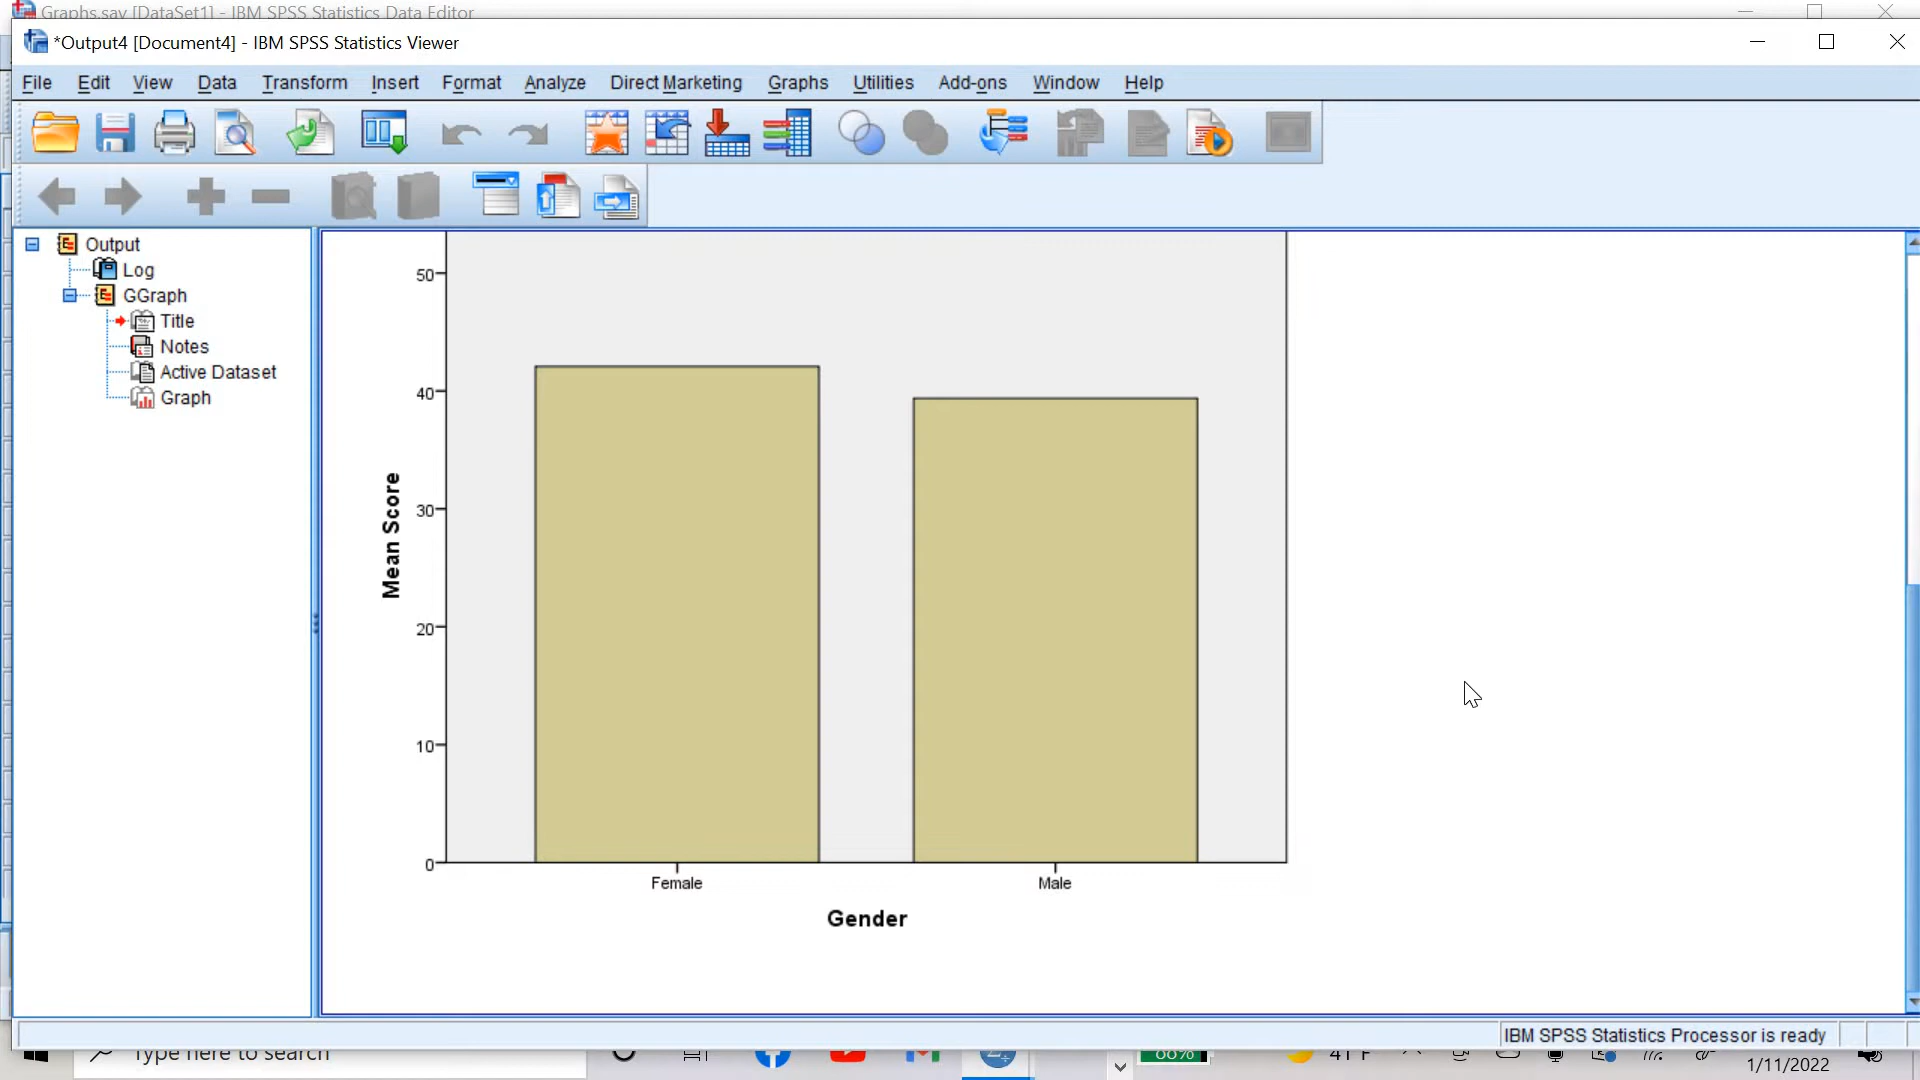 Graphs.sav [DataSet1] - IBM SPSS Statistics Data Editor
*Output4 [Document4] - IBM SPSS Statistics Viewer
File Edit View Data Transform Insert Format Analyze Direct Marketing Graphs Utilities Add-ons Window Help
Output
Log
GGraph
Title
Notes
Active Dataset
Graph
50
40
30
20
10
0
Mean Score
Female Male
Gender
IBM SPSS Statistics Processor is ready
Type here to search
66%
41°F
1/11/2022